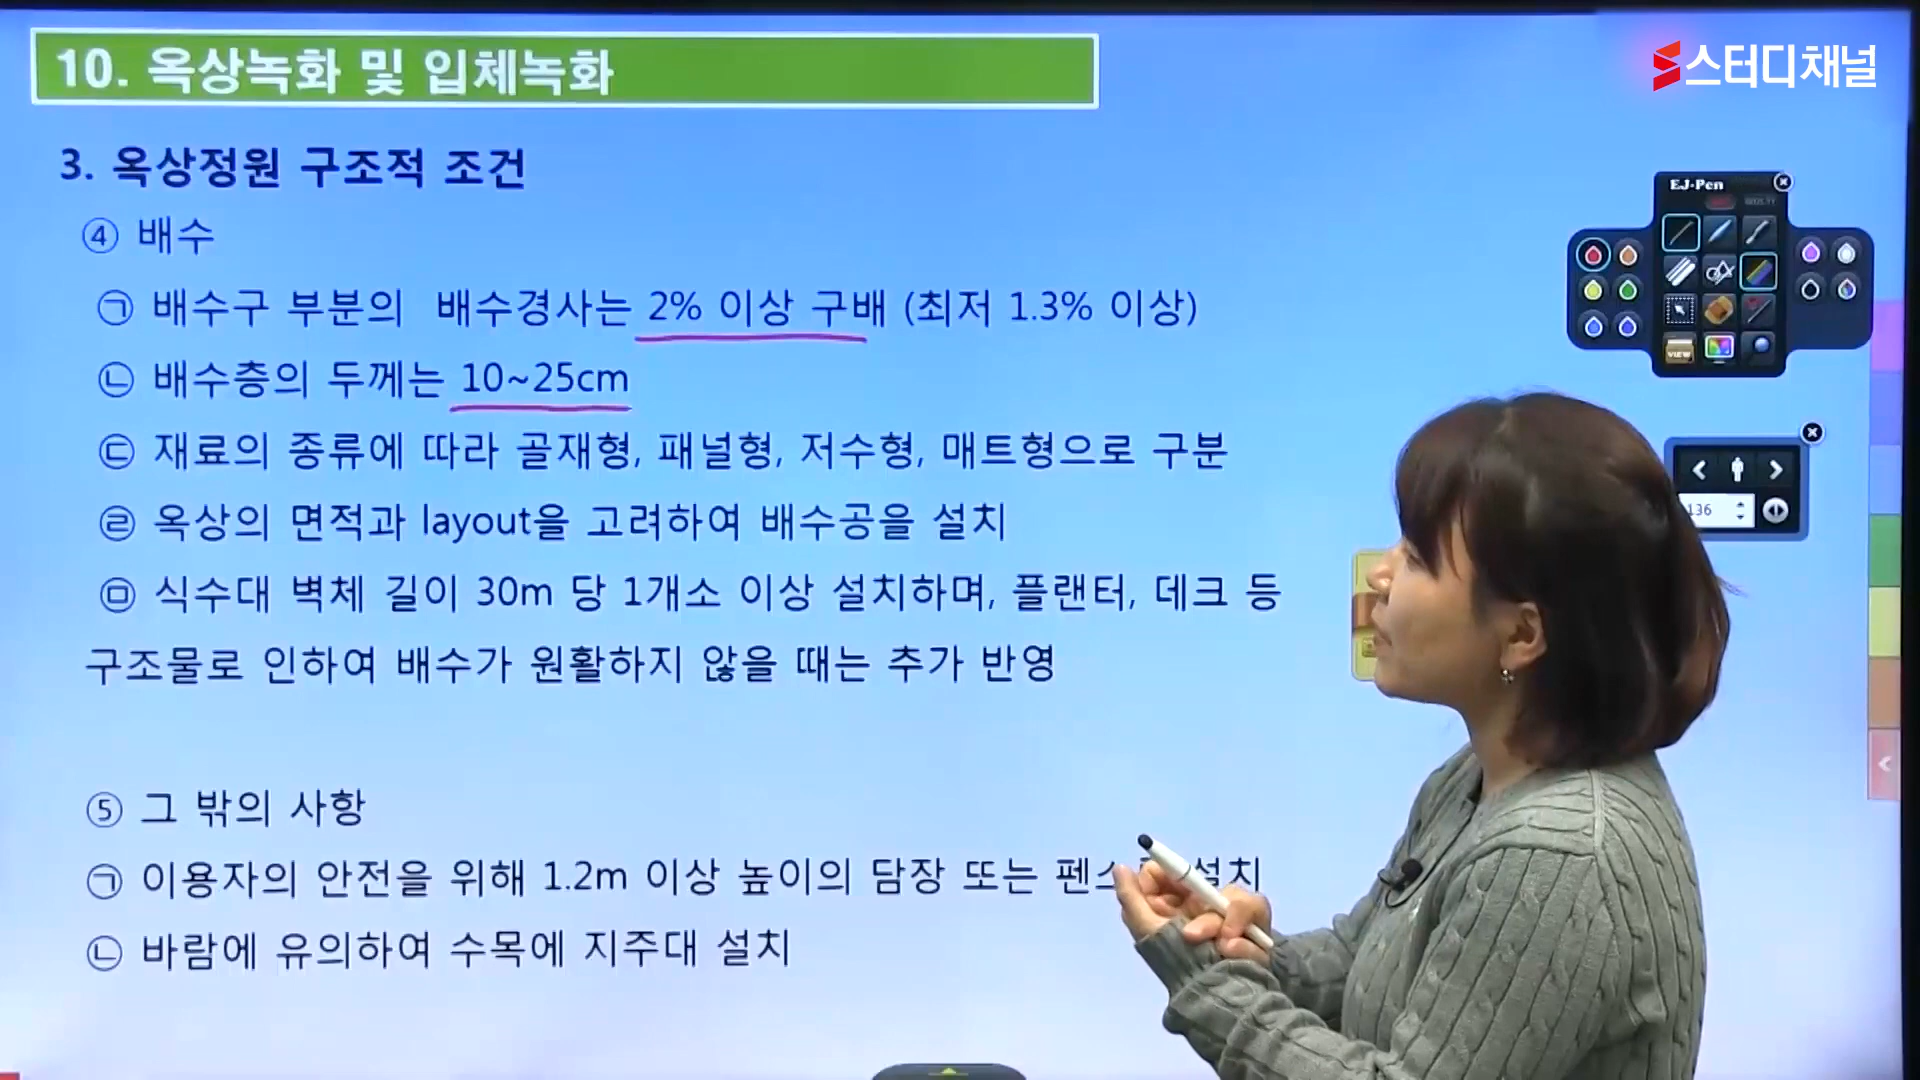 10. 옥상녹화 및 입체녹화
스터디채널
3. 옥상정원 구조적 조건
④ 배수
㉠ 배수구 부분의 배수경사는 2% 이상 구배 (최저 1.3% 이상)
㉡ 배수층의 두께는 10~25cm
㉢ 재료의 종류에 따라 골재형, 패널형, 저수형, 매트형으로 구분
㉣ 옥상의 면적과 layout을 고려하여 배수공을 설치
㉤ 식수대 벽체 길이 30m 당 1개소 이상 설치하며, 플랜터, 데크 등
구조물로 인하여 배수가 원활하지 않을 때는 추가 반영
⑤ 그 밖의 사항
㉠ 이용자의 안전을 위해 1.2m 이상 높이의 담장 또는 설치
㉡ 바람에 유의하여 수목에 지주대 설치
EJ-Pen
VIEW
136